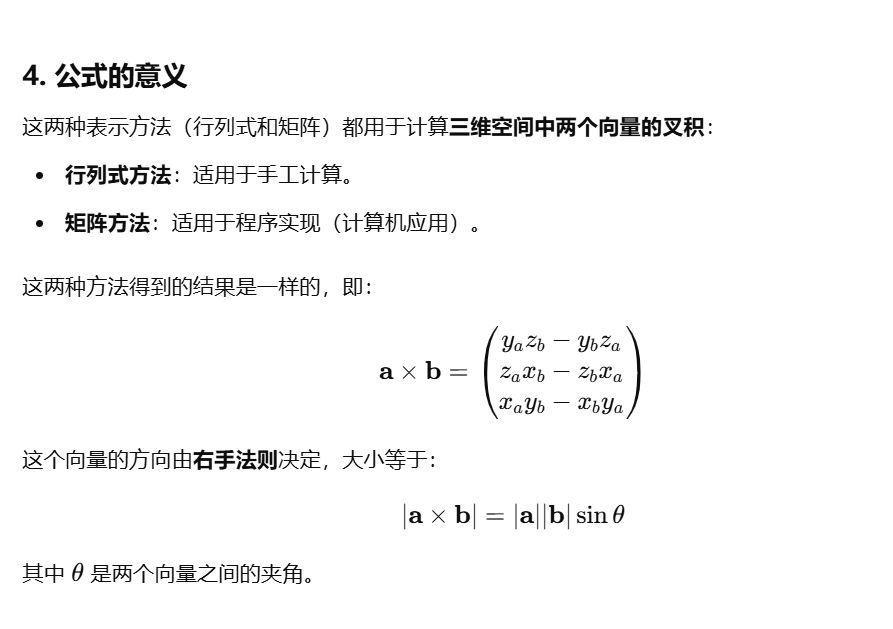 4. 公式的意义
这两种表示方法（行列式和矩阵）都用于计算三维空间中两个向量的叉积：
• 行列式方法：适用于手工计算。
• 矩阵方法：适用于程序实现（计算机应用）。
这两种方法得到的结果是一样的，即：
$\mathbf{a} \times \mathbf{b} = \begin{pmatrix} y_a z_b - y_b z_a \\ z_a x_b - z_b x_a \\ x_a y_b - x_b y_a \end{pmatrix}$
这个向量的方向由右手法则决定，大小等于：
$|\mathbf{a} \times \mathbf{b}| = |\mathbf{a}||\mathbf{b}| \sin \theta$
其中 θ 是两个向量之间的夹角。